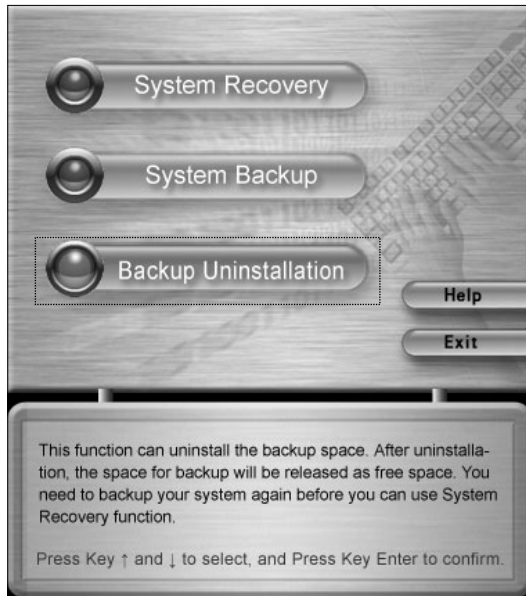 System Recovery
System Backup
Backup Uninstallation
Help
Exit
This function can uninstall the backup space. After uninstalla-
tion, the space for backup will be released as free space. You
need to backup your system again before you can use System
Recovery function.
Press Key ↑ and ↓ to select, and Press Key Enter to confirm.